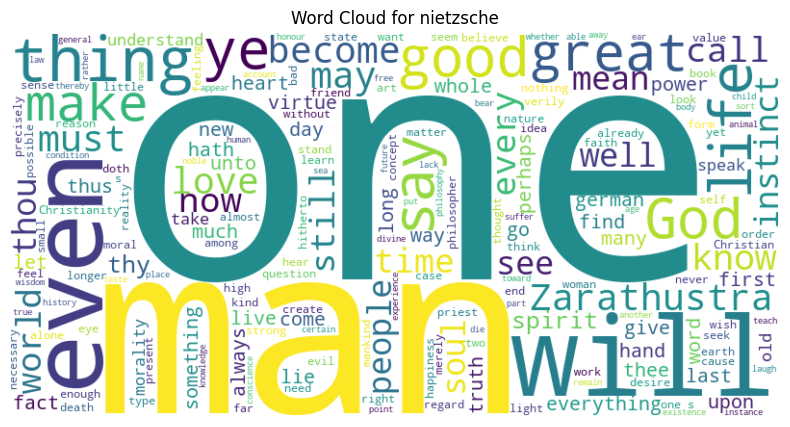 Word Cloud for nietzsche
thing
understand
ye
become
state
want
seem
believe
good
great
whether
ear
away
call
law
general
rather
honour
feeling
may
bad
mean
power
value
book
sense
thereby
little
heart
friend
art
whole
account
appear
free
nothing
verily
look
body
child
sort
make
name
virtue
without
every
bear
life
precisely
reason
must
possible
one
new
day
hath
human
noble
unto
love
now
take
almost
much
among
stand
learn
sea
still
hitherto
matter
concept
future
lack
put
philosophy
say
long
way
go
think
nature
idea
perhaps
thought
suffer
already
faith
well
german
find
many
age
form
yet
animal
speak
instinct
God
self
order
Christian
know
even
thou
condition
doth
thus
s
Christianity
small
reality
let
moral
thy
feel
longer
wisdom
place
taste
hear
question
divine
time
philosopher
case
see
woman
never
first
toward
world
history
true
alone
eye
necessary
enough
death
fact
man
high
kind
live
create
come
strong
certain
people
experience
mankind
soul
priest
die
happiness
two
merely
truth
end
part
Zarathustra
spirit
another
give
hand
thee
desire
word
wish
seek
earth
cause
last
old
teach
laugh
will
morality
present
type
something
knowledge
always
conscience
far
evil
lie
need
right
point
regard
light
work
remain
everything
one s
existence
upon
instance